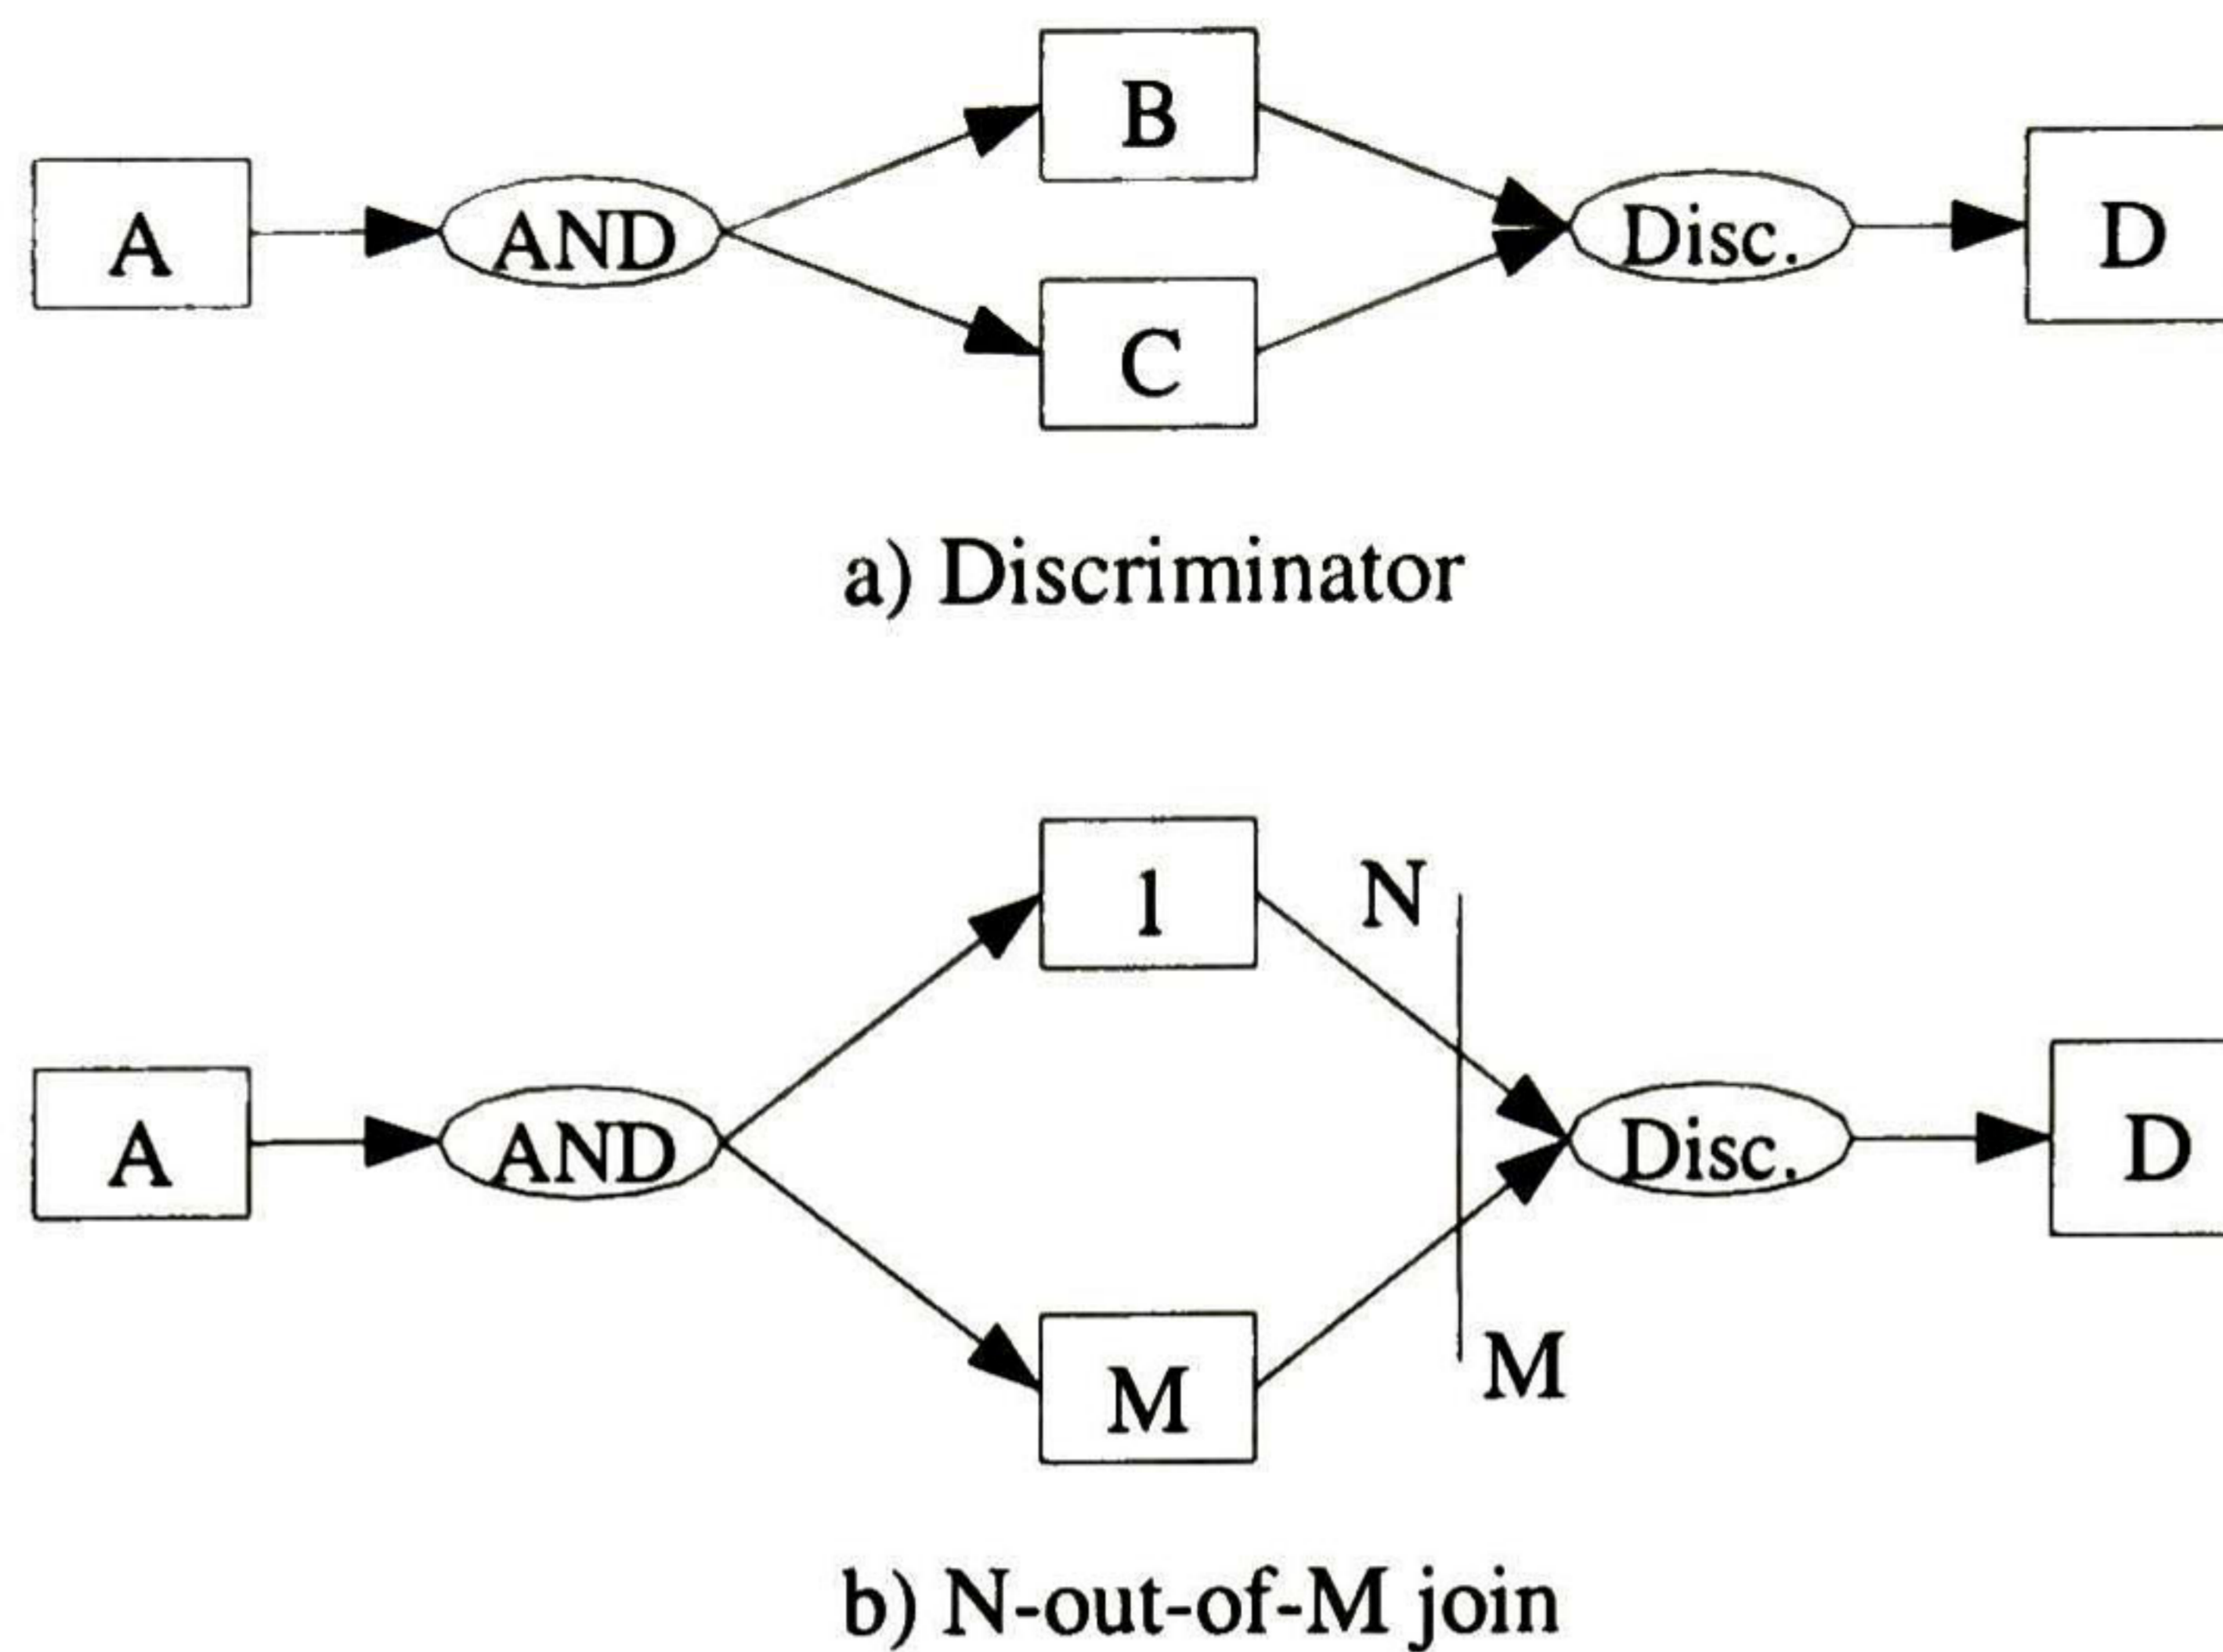 B
A AND Disc. D
C
a) Discriminator
1 N
A AND Disc. D
M M
b) N-out-of-M join